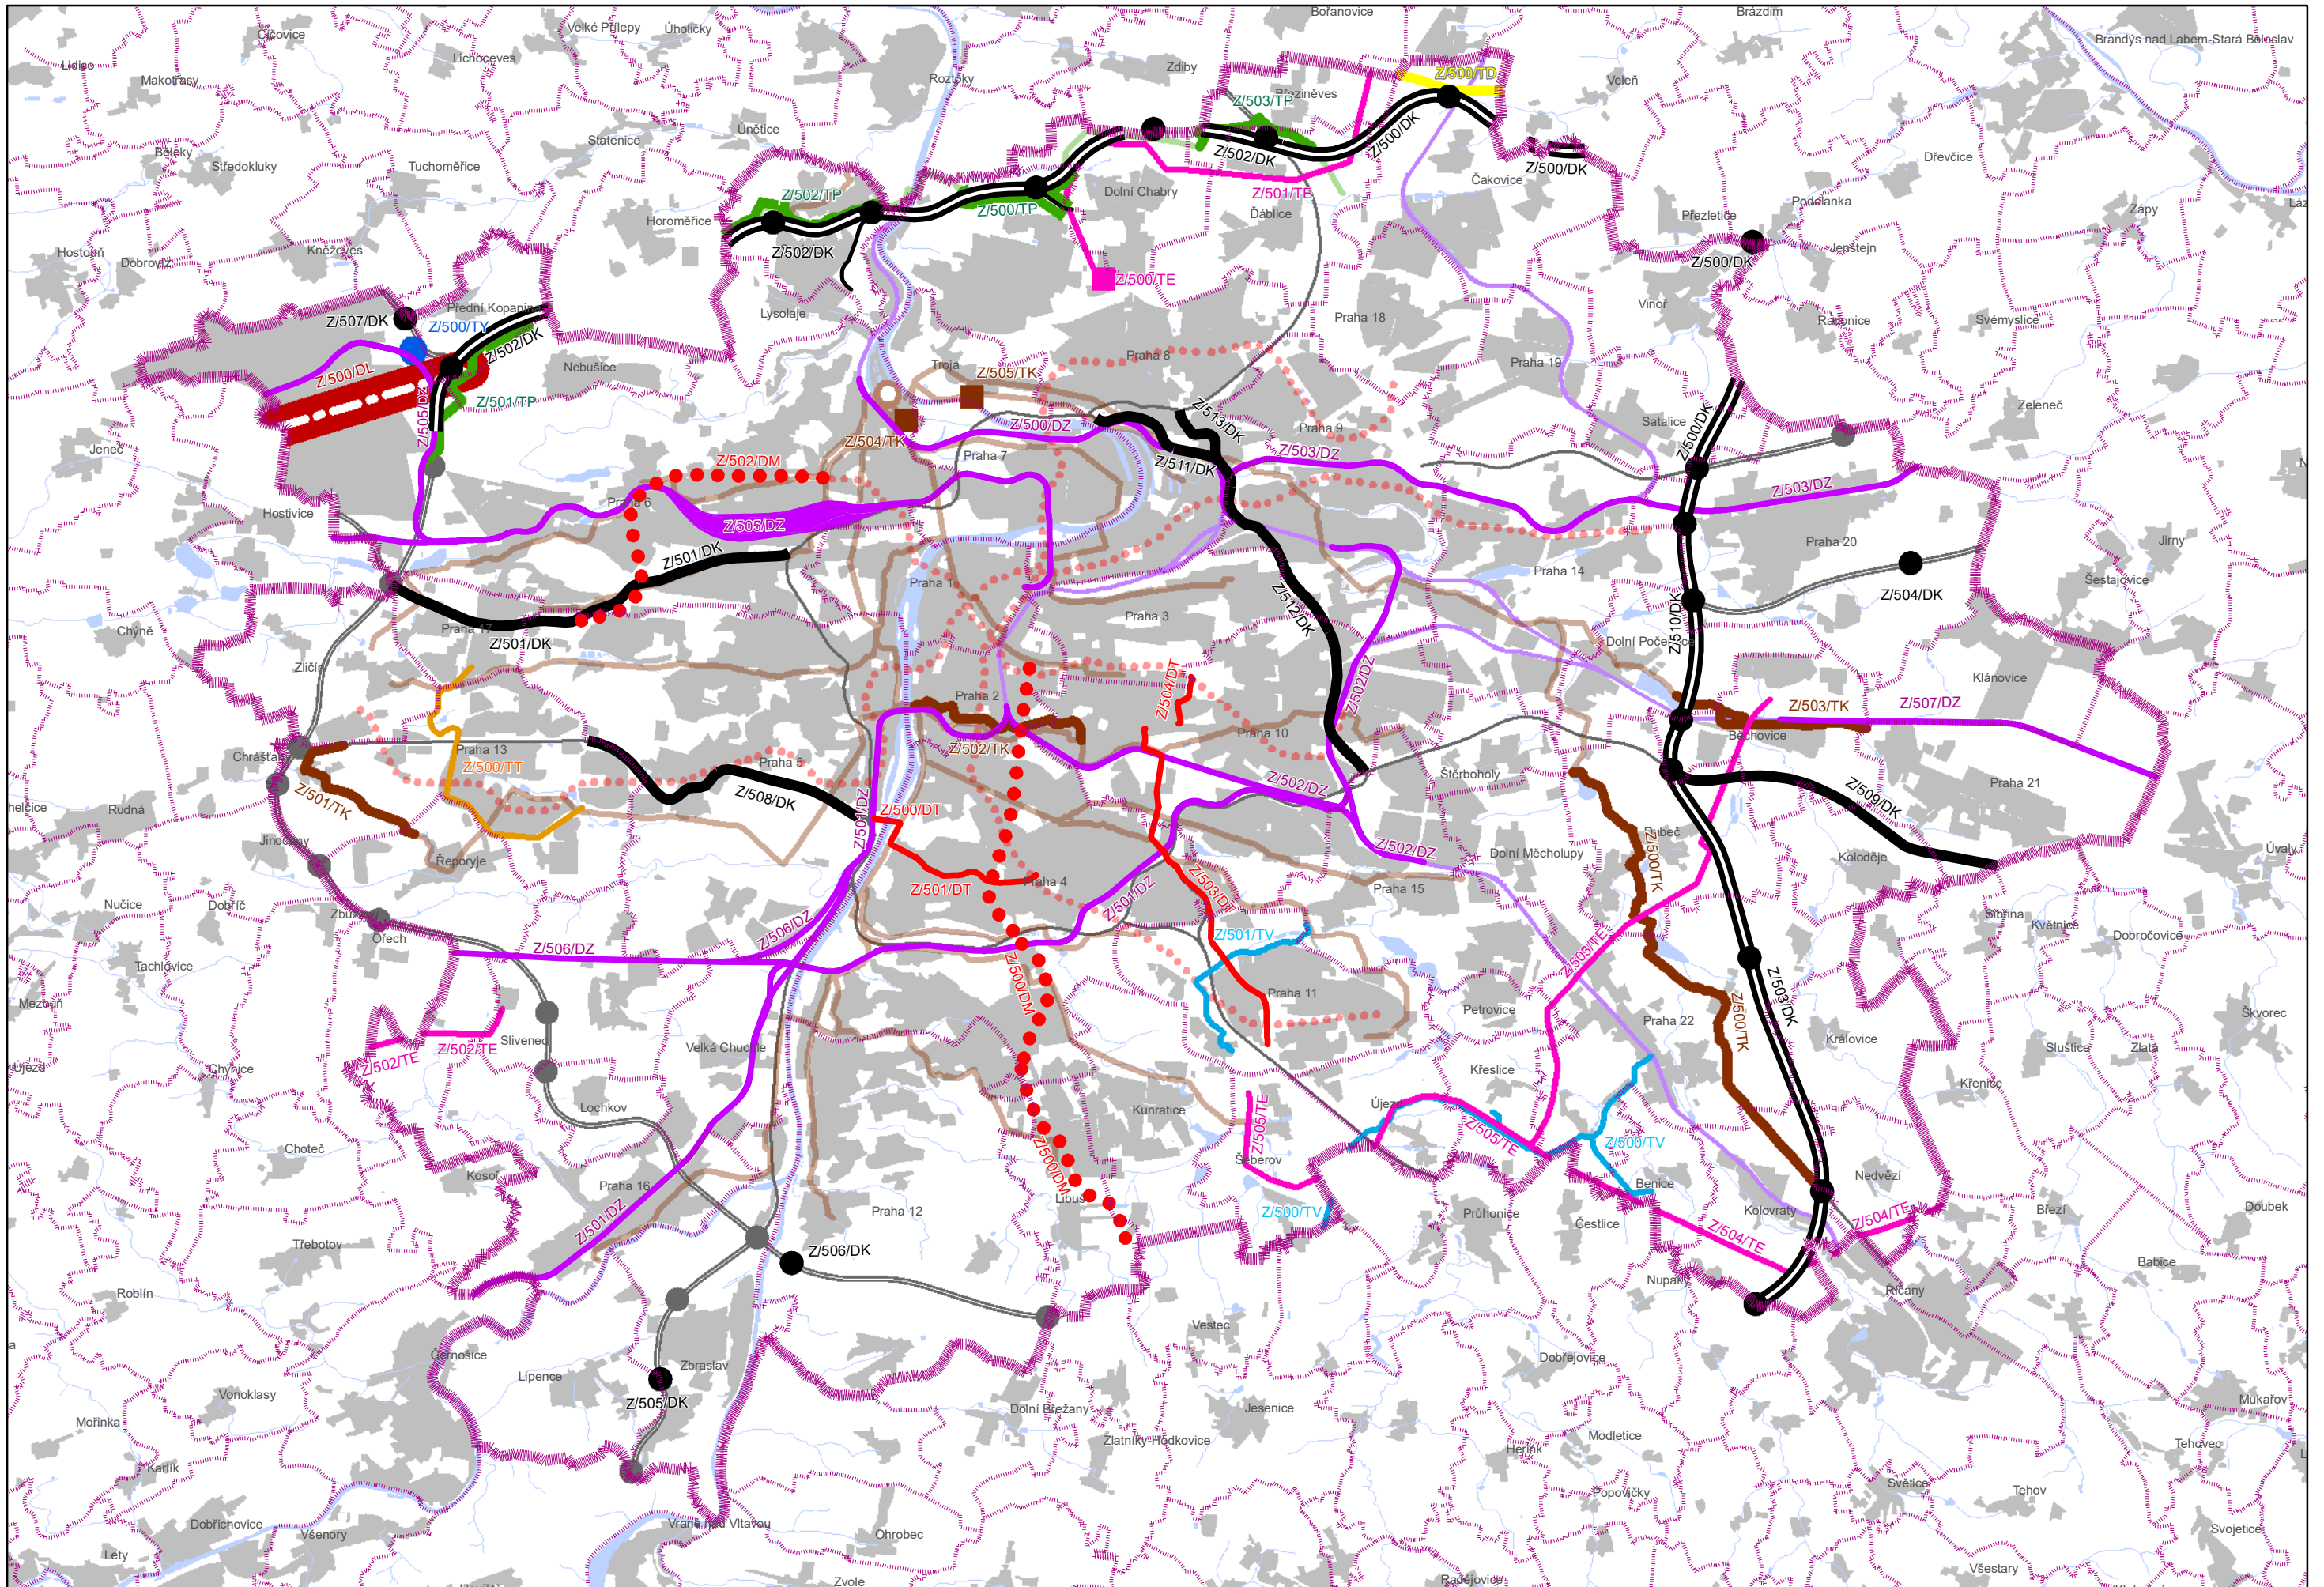 Bořanovice
Brázdim
Čičovice
Velké Přílepy
Úholičky
Brandýs nad Labem-Stará Boleslav
Lidice
Lichoceves
Zdiby
Makotřasy
Roztoky
Z/500/TD
Veleň
Březiněves
Z/503/TP
Únětice
Statenice
Z/500/DK
Běloky
Středokluky
Tuchoměřice
Z/502/DK
Dřevčice
Z/500/DK
Čakovice
Z/502/TP
Dolní Chabry
Z/501/TE
Podolanka
Horoměřice
Z/500/TP
Ďáblice
Přezletice
Zápy
Hostouň
Kněževes
Z/502/DK
Jenštejn
Dobrovíz
Z/500/DK
Z/500/TE
Přední Kopanina
Vinoř
Z/507/DK
Lysolaje
Praha 18
Radonice
Svémyslice
Z/500/TY
Z/502/DK
Praha 8
Troja
Praha 19
Nebušice
Z/500/DL
Z/505/TK
Z/501/TP
Z/505/DZ
Zeleneč
Z/513/DK
Satalice
Z/500/DK
Z/500/DZ
Praha 9
Jeneč
Z/504/TK
Praha 7
Z/503/DZ
Z/502/DM
Z/511/DK
Z/503/DZ
Praha 6
Hostivice
Z/505/DZ
Praha 20
Jirny
Z/501/DK
Praha 1
Praha 14
Šestajovice
Z/504/DK
Z/512/DK
Praha 3
Chýně
Praha 17
Z/501/DK
Z/510/DK
Dolní Počernice
Zličín
Z/504/DT
Z/502/DZ
Klánovice
Praha 2
Z/503/TK
Z/507/DZ
Praha 10
Běchovice
Z/502/TK
Chrášťany
Praha 13
Praha 5
Z/500/TT
Štěrboholy
Z/502/DZ
Praha 21
Z/508/DK
Z/509/DK
Rudná
Z/501/TK
Z/501/DZ
Z/500/DT
Jinočany
Řeporyje
Z/502/DZ
Dolní Měcholupy
Koloděje
Úvaly
Z/500/TK
Z/501/DT
Praha 4
Z/503/DT
Praha 15
Z/501/DZ
Nučice
Dobříč
Sibřina
Květnice
Ořech
Z/506/DZ
Z/506/DZ
Z/501/TV
Z/503/TE
Dobročovice
Tachlovice
Z/500/DM
Z/503/DK
Praha 11
Petrovice
Praha 22
Z/500/TK
Škvorec
Mezouň
Slivenec
Velká Chuchle
Z/502/TE
Z/502/TE
Královice
Sluštice
Zlatá
Újezd
Chýnice
Křeslice
Křenice
Lochkov
Kunratice
Z/505/TE
Z/505/TE
Z/500/TV
Choteč
Z/500/DM
Šeberov
Kosoř
Nedvězí
Praha 16
Benice
Libuš
Z/501/DZ
Praha 12
Z/500/TV
Průhonice
Čestlice
Kolovraty
Z/504/TE
Březí
Doubek
Třebotov
Z/506/DK
Z/504/TE
Babice
Nupaky
Roblín
Říčany
Vestec
Černošice
Zbraslav
Dobřejovice
Lipence
Vonoklasy
Z/505/DK
Mukařov
Mořinka
Dolní Břežany
Jesenice
Zlatníky-Hodkovice
Modletice
Herink
Tehovec
Karlík
Světice
Popovičky
Tehov
Dobřichovice
Všenory
Vrané nad Vltavou
Ohrobec
Svojetice
Lety
Zvole
Radějovice
Všestary